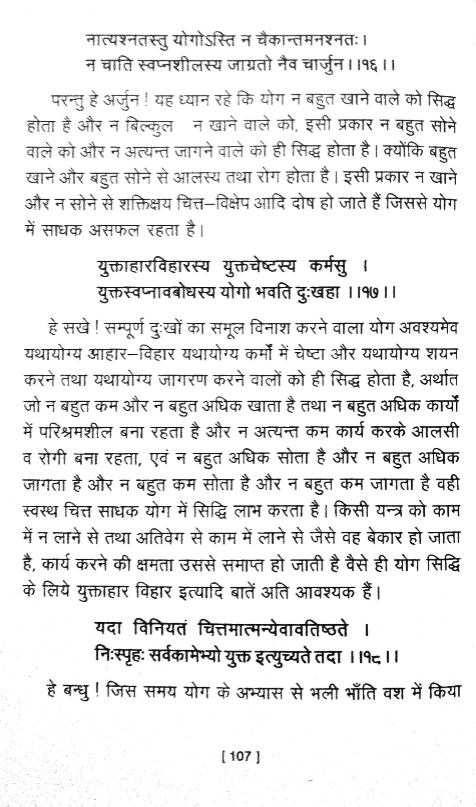 नात्यश्नतस्तु योगोऽस्ति न चैकान्तमनश्नतः।
न चाति स्वप्नशीलस्य जाग्रतो नैव चार्जुन।।१६।।
परन्तु हे अर्जुन! यह ध्यान रहे कि योग न बहुत खाने वाले को सिद्ध
होता है और न बिल्कुल न खाने वाले को, इसी प्रकार न बहुत सोने
वाले को और न अत्यन्त जागने वाले को ही सिद्ध होता है। क्योंकि बहुत
खाने और बहुत सोने से आलस्य तथा रोग होता है। इसी प्रकार न खाने
और न सोने से शक्तिक्षय चित्त–विक्षेप आदि दोष हो जाते हैं जिससे योग
में साधक असफल रहता है।
युक्ताहारविहारस्य युक्तचेष्टस्य कर्मसु ।
युक्तस्वप्नावबोधस्य योगो भवति दुःखहा ।।१७।।
हे सखे! सम्पूर्ण दुःखों का समूल विनाश करने वाला योग अवश्यमेव
यथायोग्य आहार–विहार यथायोग्य कर्मों में चेष्टा और यथायोग्य शयन
करने तथा यथायोग्य जागरण करने वालों को ही सिद्ध होता है, अर्थात
जो न बहुत कम और न बहुत अधिक खाता है तथा न बहुत अधिक कार्यों
में परिश्रमशील बना रहता है और न अत्यन्त कम कार्य करके आलसी
व रोगी बना रहता, एवं न बहुत अधिक सोता है और न बहुत अधिक
जागता है और न बहुत कम सोता है और न बहुत कम जागता है वही
स्वस्थ चित्त साधक योग में सिद्धि लाभ करता है। किसी यन्त्र को काम
में न लाने से तथा अतिवेग से काम में लाने से जैसे वह बेकार हो जाता
है, कार्य करने की क्षमता उससे समाप्त हो जाती है वैसे ही योग सिद्धि
के लिये युक्ताहार विहार इत्यादि बातें अति आवश्यक हैं।
यदा विनियतं चित्तमात्मन्येवावतिष्ठते ।
निःस्पृहः सर्वकामेभ्यो युक्त इत्युच्यते तदा ।।१८।।
हे बन्धु! जिस समय योग के अभ्यास से भली भाँति वश में किया
[ 107 ]